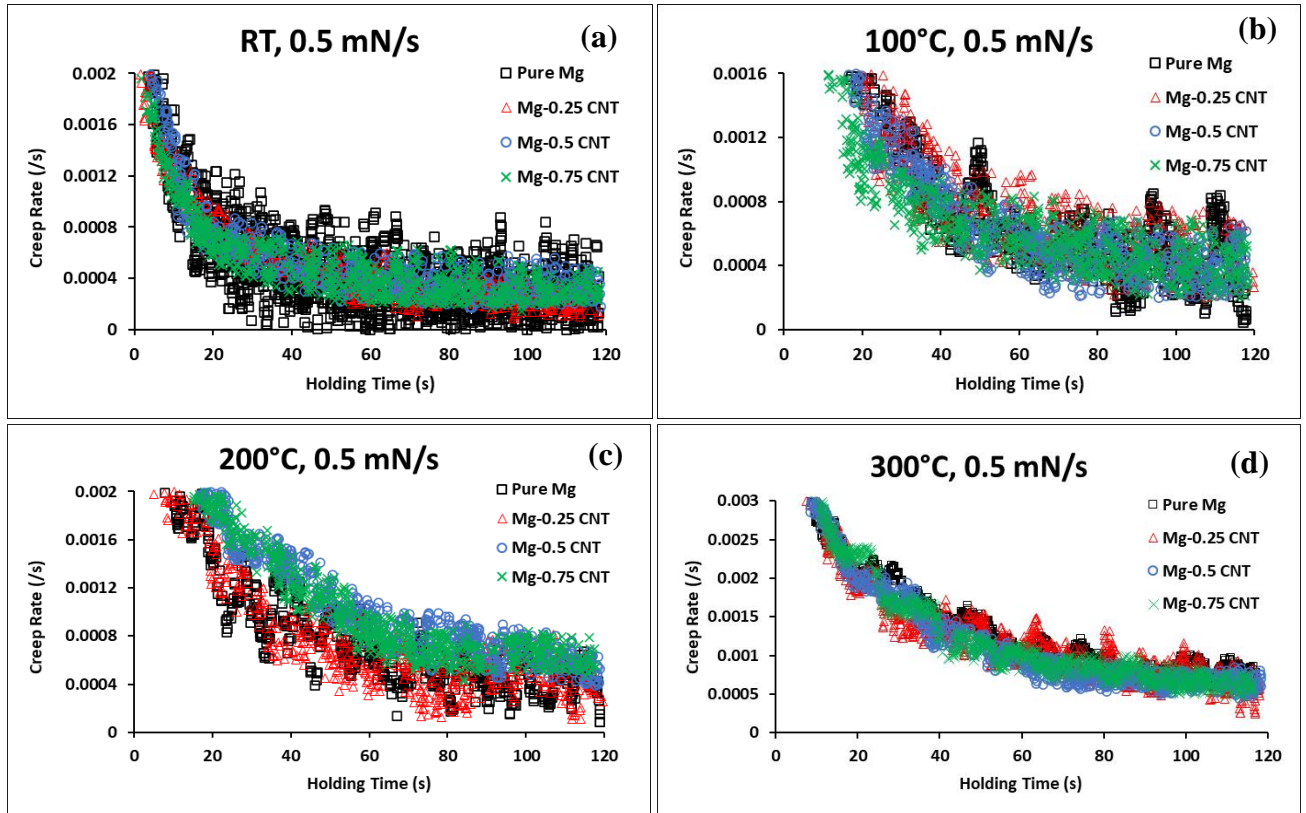 RT, 0.5 mN/s
(a)
Pure Mg
Mg-0.25 CNT
Mg-0.5 CNT
Mg-0.75 CNT
Creep Rate (/s)
0.002
0.0016
0.0012
0.0008
0.0004
0
0 20 40 60 80 100 120
Holding Time (s)
100°C, 0.5 mN/s
(b)
Pure Mg
Mg-0.25 CNT
Mg-0.5 CNT
Mg-0.75 CNT
Creep Rate (/s)
0.0016
0.0012
0.0008
0.0004
0
0 20 40 60 80 100 120
Holding Time (s)
200°C, 0.5 mN/s
(c)
Pure Mg
Mg-0.25 CNT
Mg-0.5 CNT
Mg-0.75 CNT
Creep Rate (/s)
0.002
0.0016
0.0012
0.0008
0.0004
0
0 20 40 60 80 100 120
Holding Time (s)
300°C, 0.5 mN/s
(d)
Pure Mg
Mg-0.25 CNT
Mg-0.5 CNT
Mg-0.75 CNT
Creep Rate (/s)
0.003
0.0025
0.002
0.0015
0.001
0.0005
0
0 20 40 60 80 100 120
Holding Time (s)